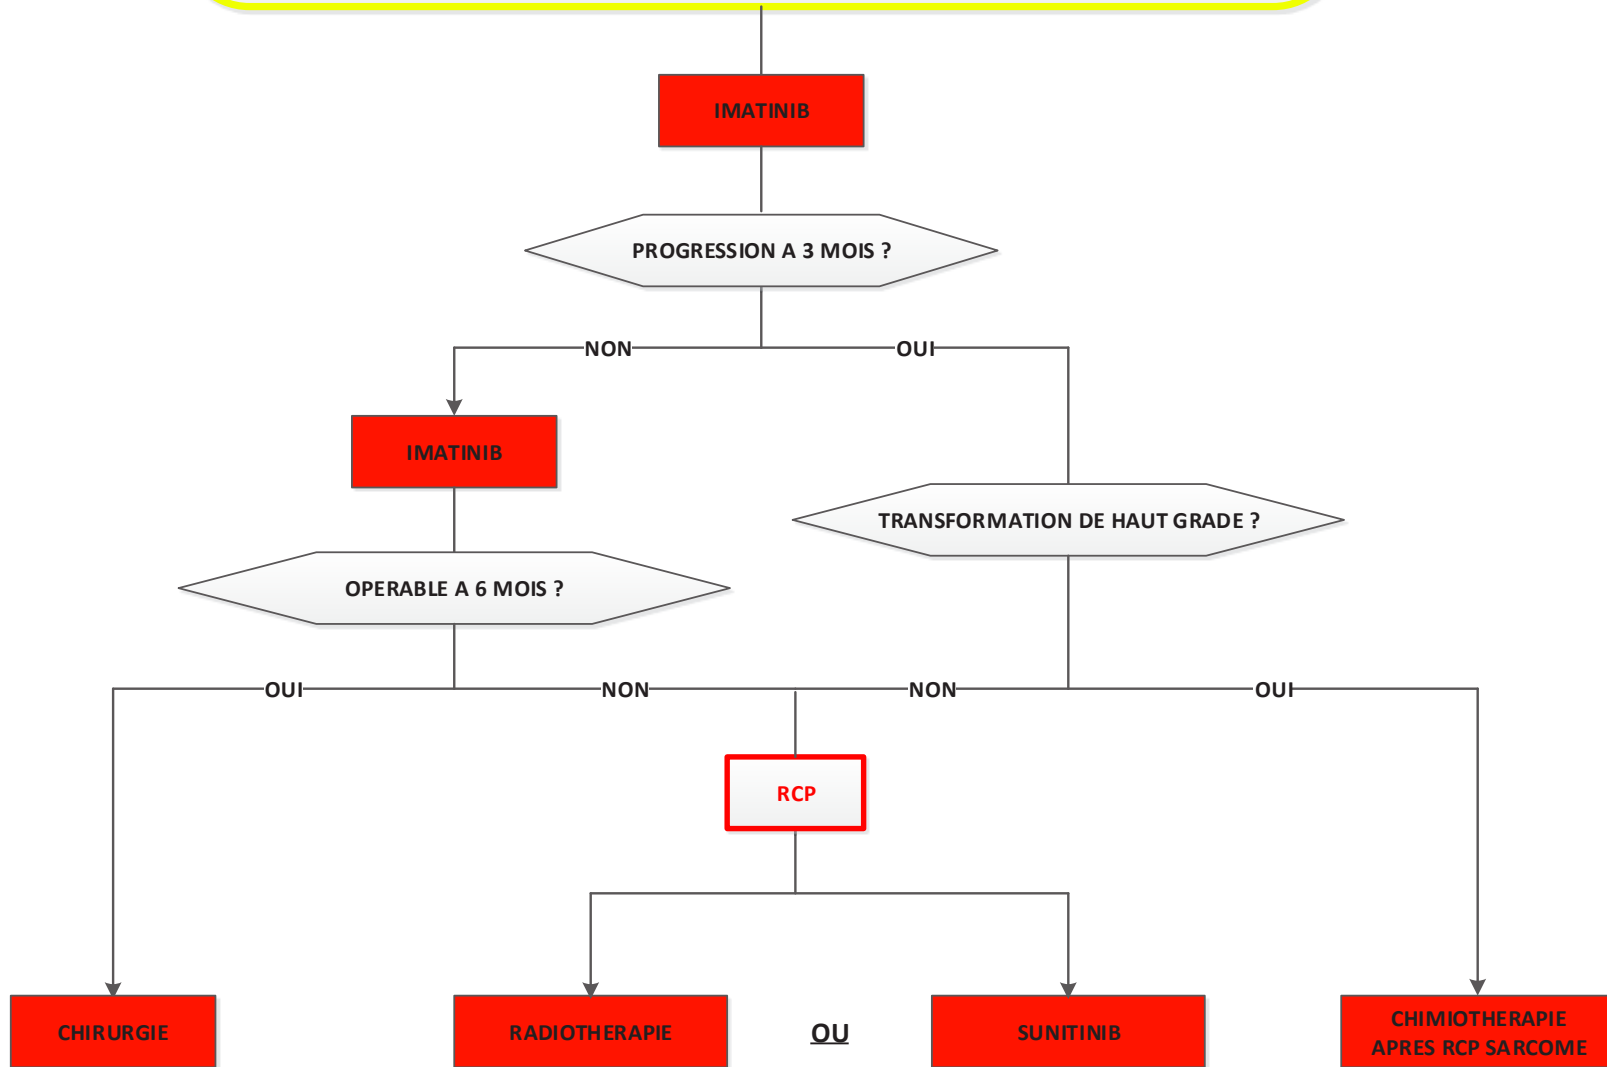 IMATINIB
PROGRESSION A 3 MOIS ?
NON
OUI
IMATINIB
TRANSFORMATION DE HAUT GRADE ?
OPERABLE A 6 MOIS ?
OUI
NON
NON
OUI
RCP
CHIRURGIE
RADIOTHERAPIE
OU
SUNITINIB
CHIMIOTHERAPIE
APRES RCP SARCOME